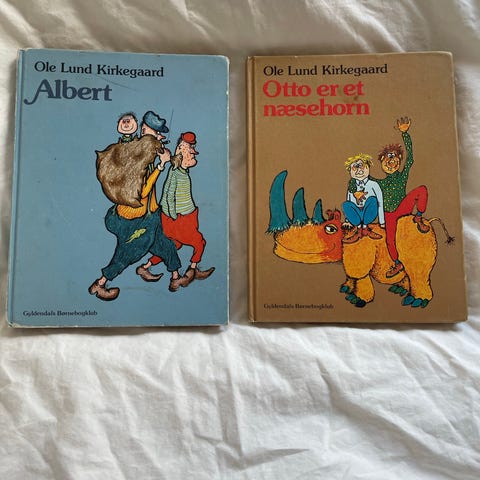 Ole Lund Kirkegaard
Albert
Gyldendals Børnebogklub
Ole Lund Kirkegaard
Otto er et
næsehorn
Gyldendals Børnebogklub